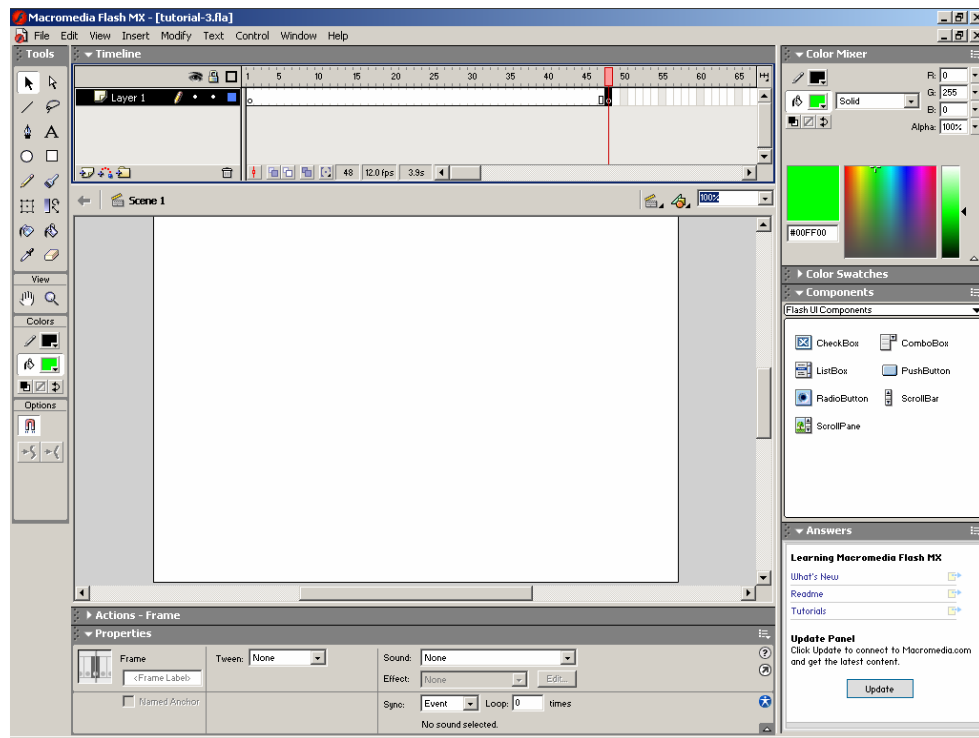 Macromedia Flash MX - [tutorial-3.fla]
File Edit View Insert Modify Text Control Window Help
Tools
Timeline
1 5 10 15 20 25 30 35 40 45 50 55 60 65
Layer 1
48 12.0 fps 3.9s
Scene 1
100%
View
Colors
Options
Color Mixer
R: 0
Solid
G: 255
B: 0
Alpha: 100%
#00FF00
Color Swatches
Components
Flash UI Components
CheckBox ComboBox
ListBox PushButton
RadioButton ScrollBar
ScrollPane
Answers
Learning Macromedia Flash MX
What's New
Readme
Tutorials
Update Panel
Click Update to connect to Macromedia.com
and get the latest content.
Update
Actions - Frame
Properties
Frame Tween: None Sound: None
<Frame Label> Effect: None Edit...
Named Anchor Sync: Event Loop: 0 times
No sound selected.